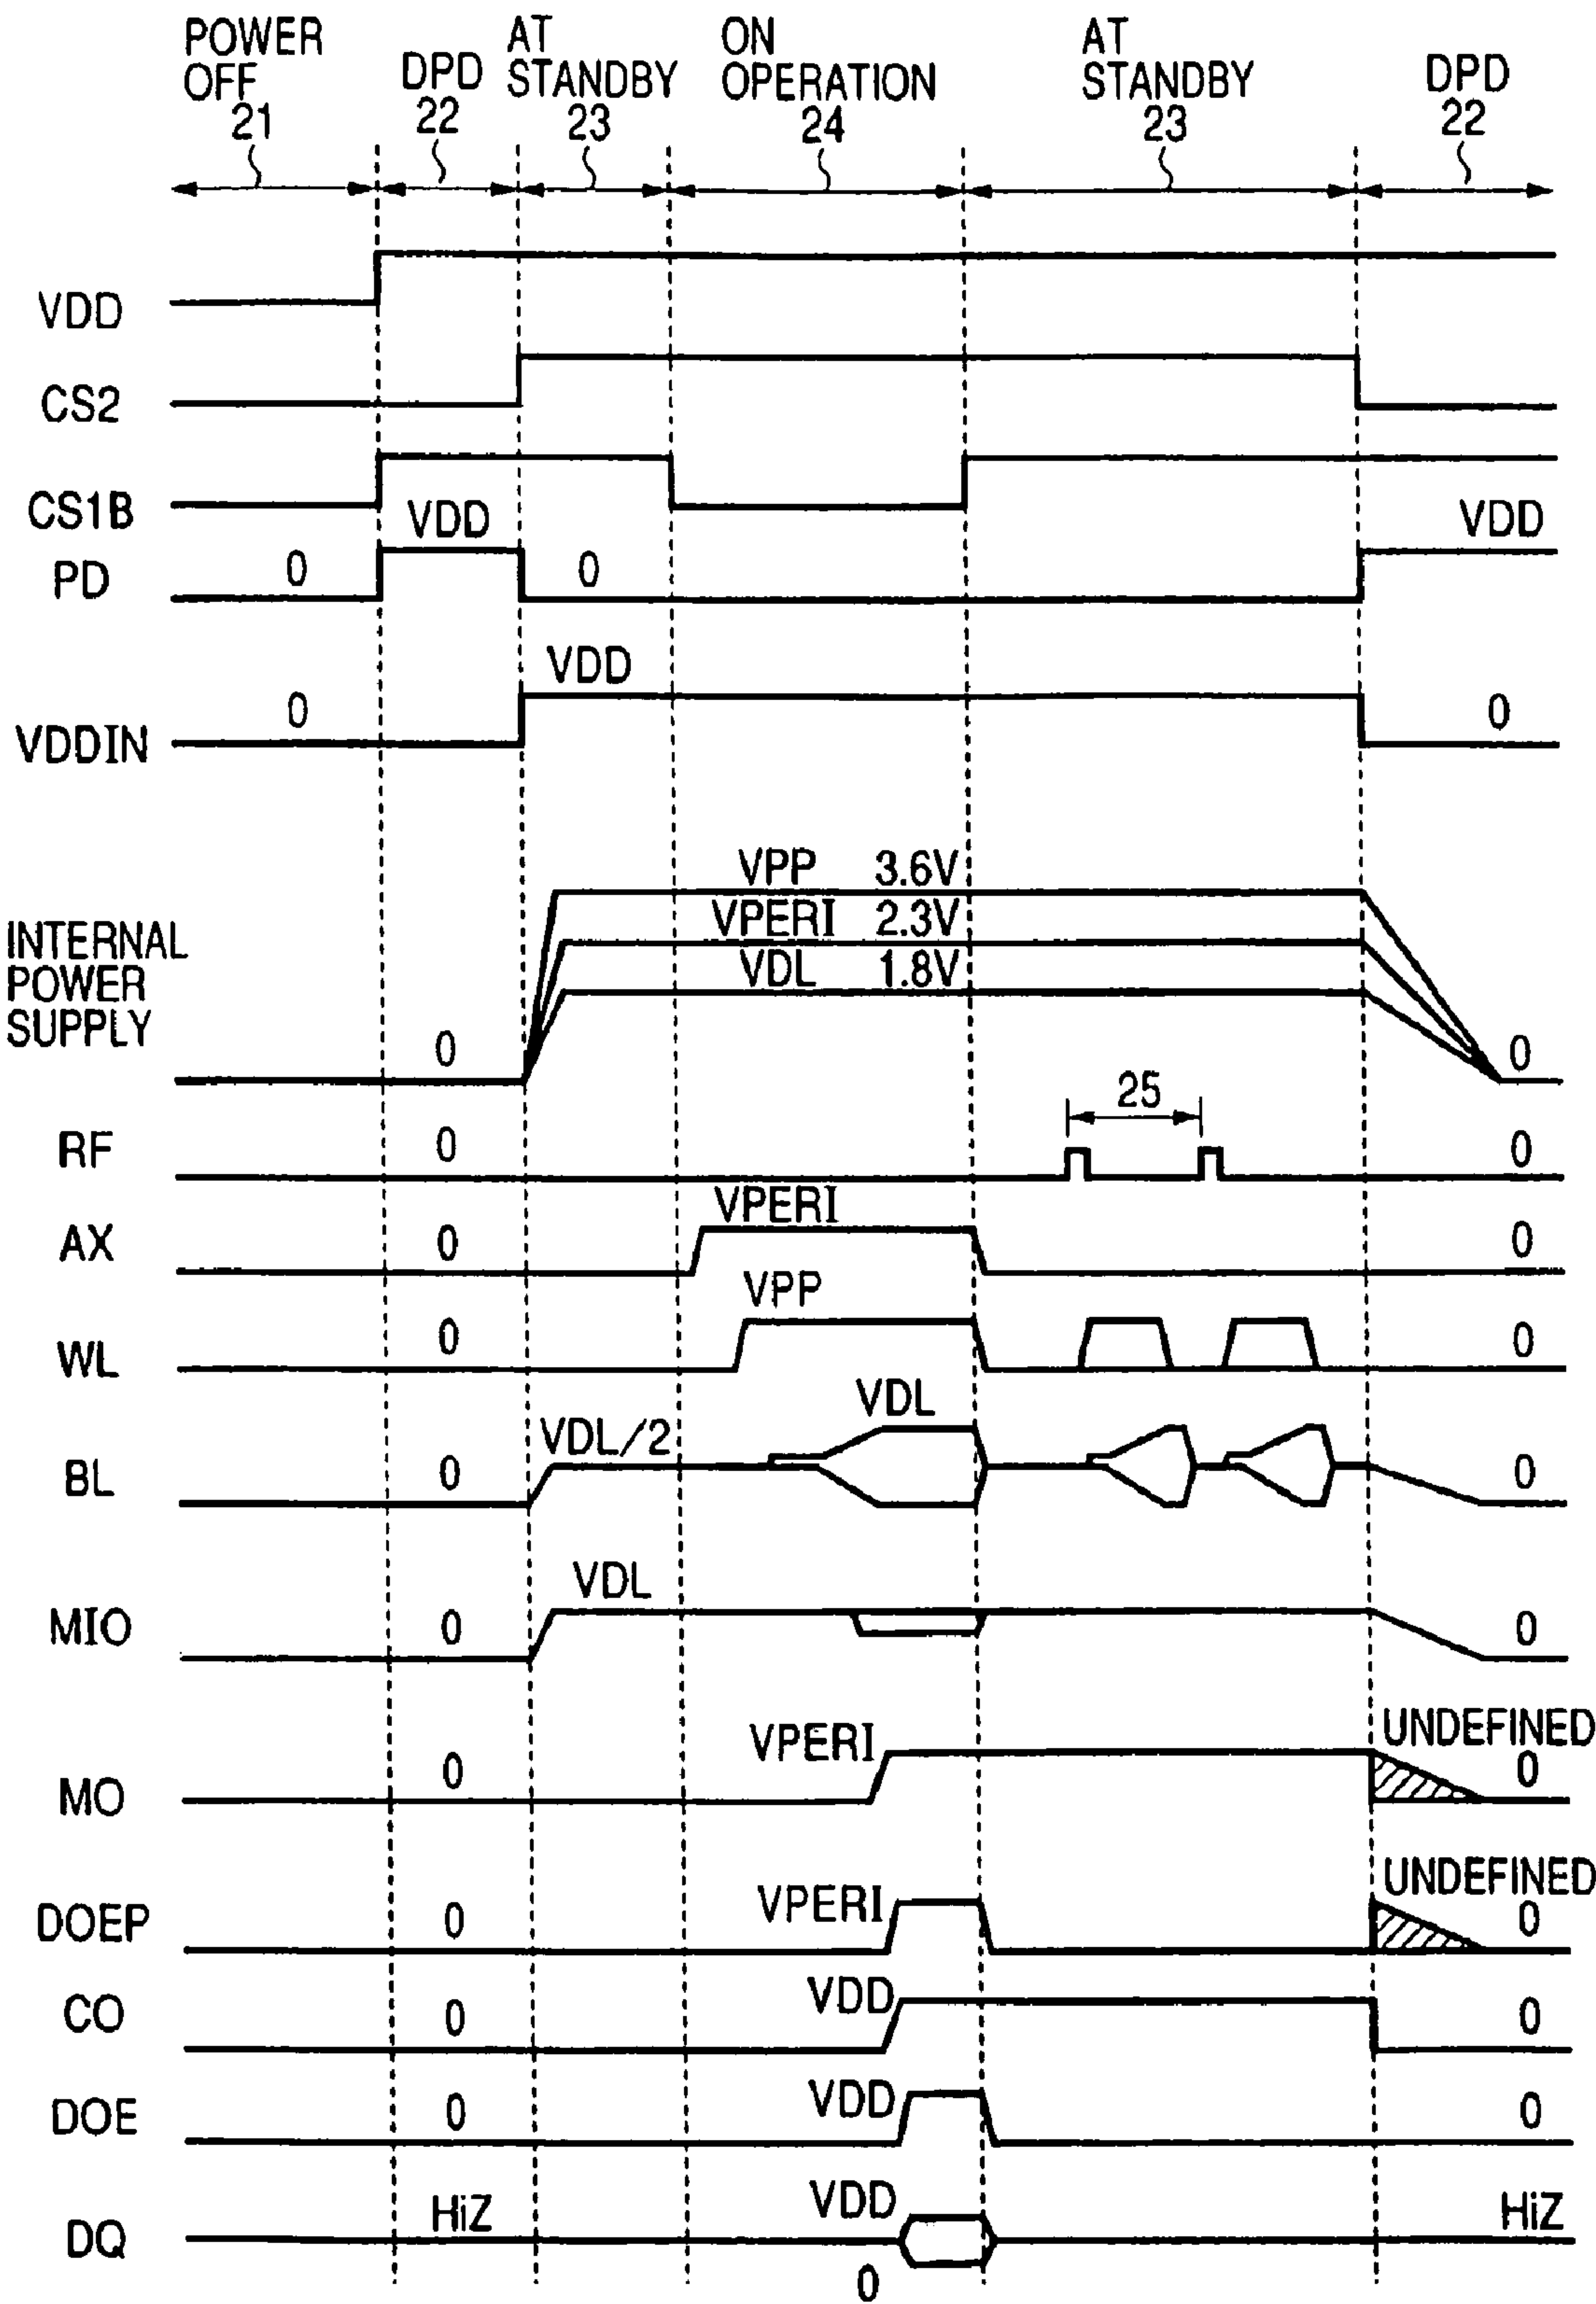 POWER
OFF
21
DPD
22
AT
STANDBY
23
ON
OPERATION
24
AT
STANDBY
23
DPD
22
VDD
CS2
CS1B
VDD
VDD
PD
0
0
VDD
VDDIN
0
0
VPP 3.6V
VPERI 2.3V
VDL 1.8V
INTERNAL
POWER
SUPPLY
0
0
25
RF
0
0
VPERI
AX
0
0
VPP
WL
0
0
VDL
VDL/2
BL
0
0
VDL
MIO
0
0
VPERI
UNDEFINED
MO
0
0
VPERI
UNDEFINED
DOEP
0
0
VDD
CO
0
0
VDD
DOE
0
0
VDD
HiZ
HiZ
DQ
0